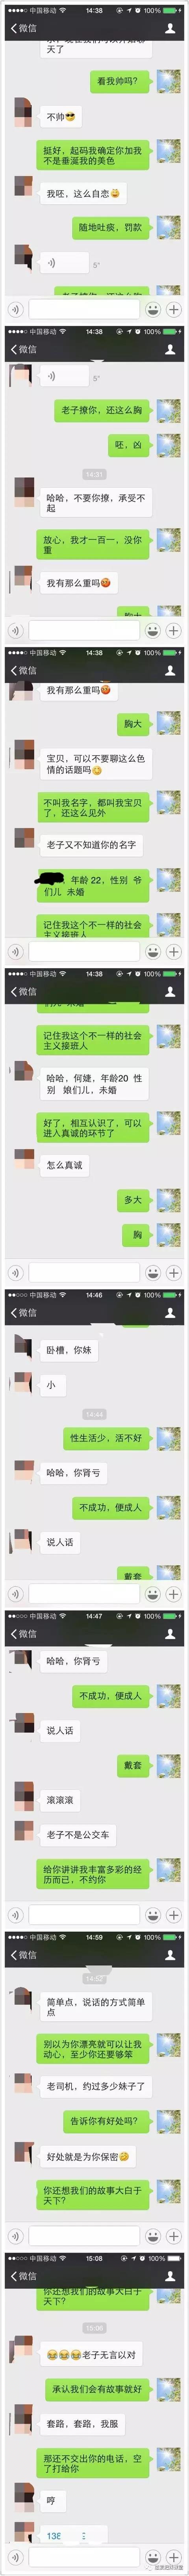 中国移动 14:38 100%
微信
天了
看我帅吗?
不帅
挺好，起码我确定你加我
不是垂涎我的美色
我呸，这么自恋
随地吐痰，罚款
5"
中国移动 14:38 100%
微信
5"
老子撩你，还这么胸
呸，凶
14:31
哈哈，不要你撩，承受不
起
放心，我才一百一，没你
重
我有那么重吗
中国移动 14:38 100%
微信
我有那么重吗
胸大
宝贝，可以不要聊这么色
情的话题吗
不叫我名字，都叫我宝贝
了，还这么见外
老子又不知道你的名字
年龄 22，性别 爷
们儿 未婚
记住我这个不一样的社会
主义接班人
中国移动 14:38 100%
微信
记住我这个不一样的社会
主义接班人
哈哈，何婕，年龄20 性
别 娘们儿，未婚
好了，相互认识了，可以
进入真诚的环节了
怎么真诚
多大
胸
中国移动 14:46 100%
微信
卧槽，你妹
小
14:44
性生活少，活不好
哈哈，你肾亏
不成功，便成人
说人话
戴套
中国移动 14:47 100%
微信
哈哈，你肾亏
不成功，便成人
说人话
戴套
滚滚滚
老子不是公交车
给你讲讲我丰富多彩的经
历而已，不约你
中国移动 14:59 100%
微信
14:52
简单点，说话的方式简单
点
别以为你漂亮就可以让我
动心，至少你还要够笨
老司机，约过多少妹子了
告诉你有好处吗?
好处就是为你保密
你还想我们的故事大白于
天下?
中国移动 15:08 100%
微信
你还想我们的故事大白于
天下?
15:06
老子无言以对
承认我们会有故事就好
套路，套路，我服
那还不交出你的电话，空
了打给你
哼
138